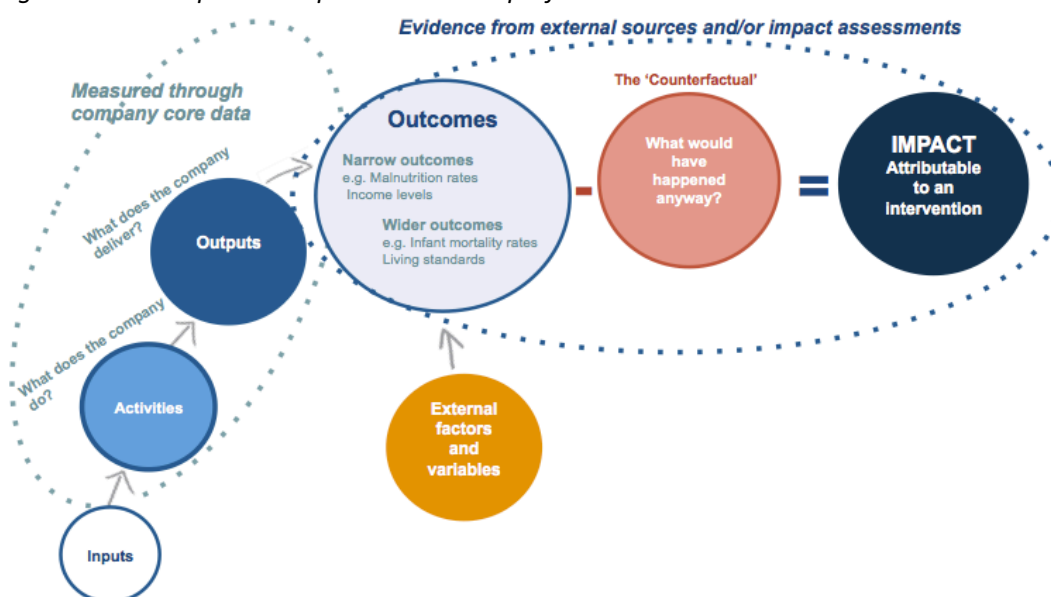 Evidence from external sources and/or impact assessments
Measured through
company core data
What does the company
deliver?
What does the company
do?
Inputs
Activities
Outputs
Outcomes
Narrow outcomes
e.g. Malnutrition rates
Income levels
Wider outcomes
e.g. Infant mortality rates
Living standards
External
factors
and
variables
The ‘Counterfactual’
-
What would
have
happened
anyway?
=
IMPACT
Attributable
to an
intervention